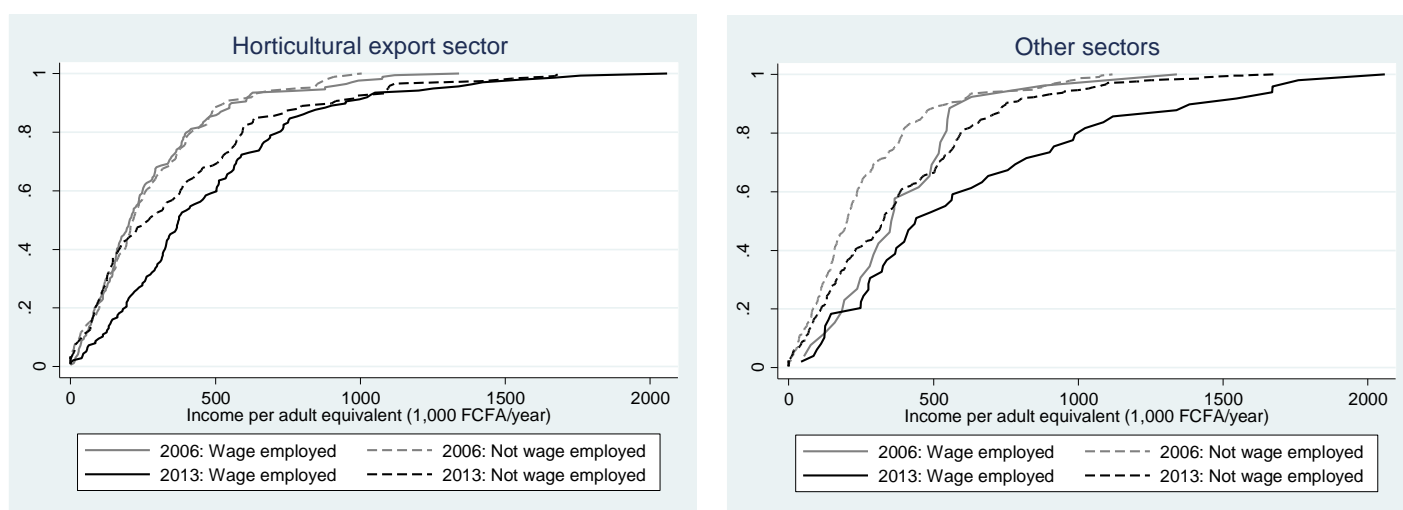 Horticultural export sector
1
.8
.6
.4
.2
0
0 500 1000 1500 2000
Income per adult equivalent (1,000 FCFA/year)
2006: Wage employed 2006: Not wage employed
2013: Wage employed 2013: Not wage employed
Other sectors
1
.8
.6
.4
.2
0
0 500 1000 1500 2000
Income per adult equivalent (1,000 FCFA/year)
2006: Wage employed 2006: Not wage employed
2013: Wage employed 2013: Not wage employed